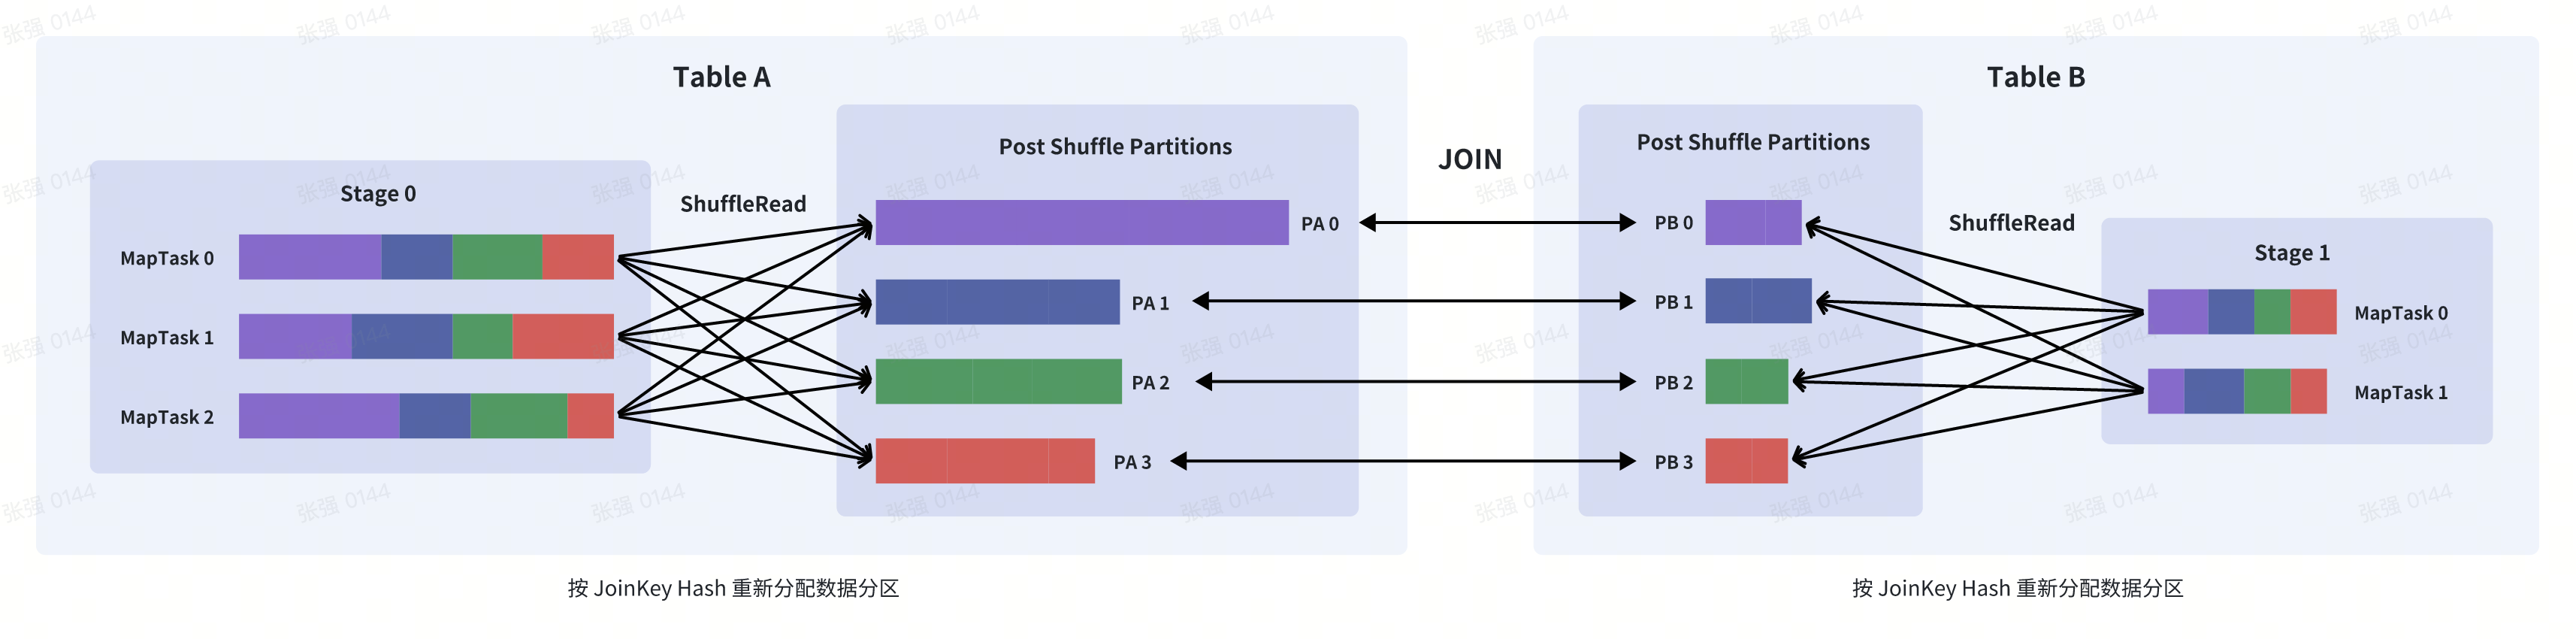 Table A
Stage 0
MapTask 0
MapTask 1
MapTask 2
ShuffleRead
Post Shuffle Partitions
PA 0
PA 1
PA 2
PA 3
按 JoinKey Hash 重新分配数据分区
JOIN
Table B
Post Shuffle Partitions
PB 0
PB 1
PB 2
PB 3
ShuffleRead
Stage 1
MapTask 0
MapTask 1
按 JoinKey Hash 重新分配数据分区
张强 0144